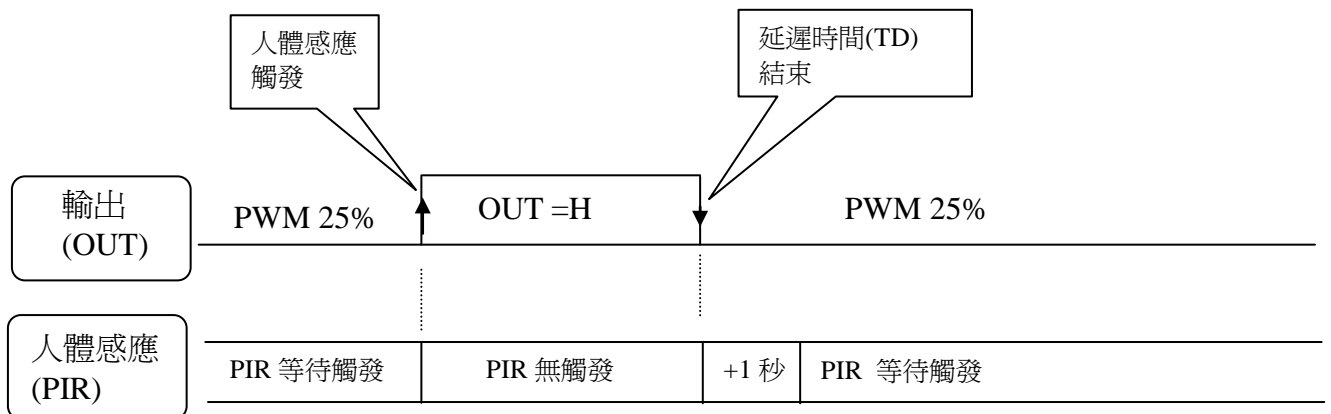 人體感應
觸發
延遲時間(TD)
結束
輸出
(OUT)
PWM 25%
OUT =H
PWM 25%
人體感應
(PIR)
PIR 等待觸發
PIR 無觸發
+1 秒
PIR 等待觸發